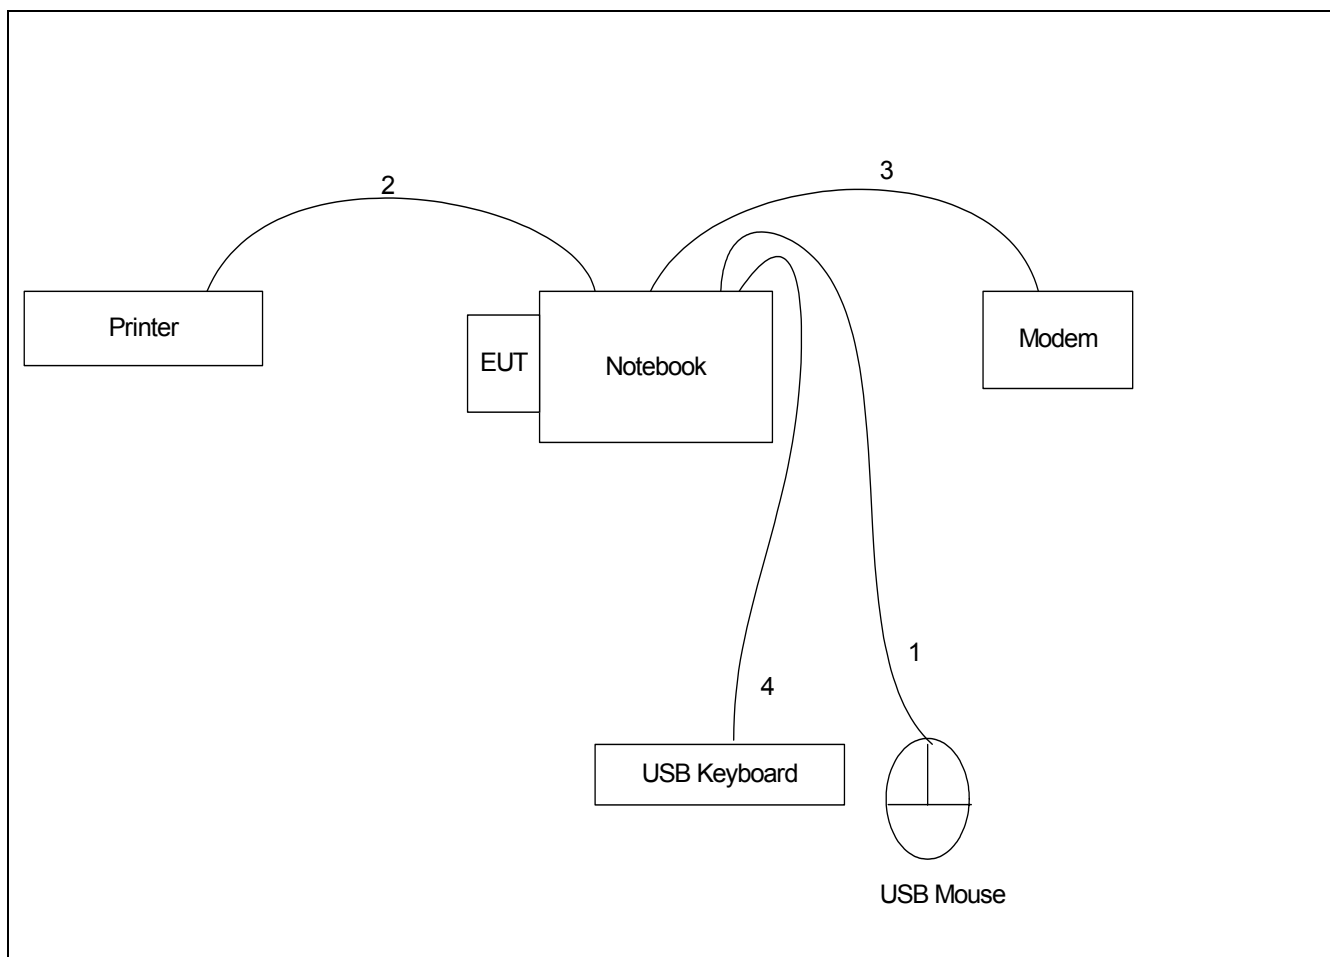 3
2
Printer
EUT
Notebook
Modem
1
4
USB Keyboard
USB Mouse